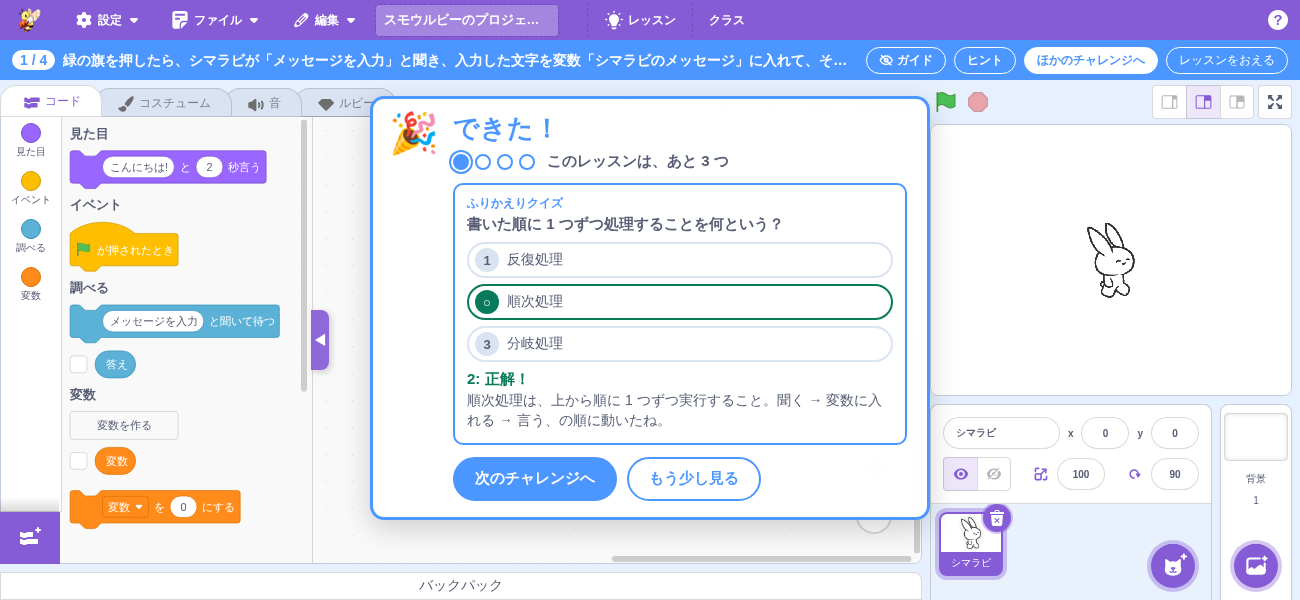 設定
ファイル
編集
スモウルビーのプロジェ…
レッスン
クラス
?
1 / 4
緑の旗を押したら、シマラビが「メッセージを入力」と聞き、入力した文字を変数「シマラビのメッセージ」に入れて、そ…
ガイド
ヒント
ほかのチャレンジへ
レッスンをおえる
コード
コスチューム
音
ルビー
見た目
イベント
調べる
変数
見た目
こんにちは! と 2 秒言う
イベント
が押されたとき
調べる
メッセージを入力 と聞いて待つ
答え
変数
変数を作る
変数
変数 を 0 にする
できた！
このレッスンは、あと 3 つ
ふりかえりクイズ
書いた順に 1 つずつ処理することを何という？
1 反復処理
○ 順次処理
3 分岐処理
2: 正解！
順次処理は、上から順に 1 つずつ実行すること。聞く → 変数に入
れる → 言う、の順に動いたね。
次のチャレンジへ
もう少し見る
シマラビ x 0 y 0
100 90
シマラビ
背景
1
バックパック